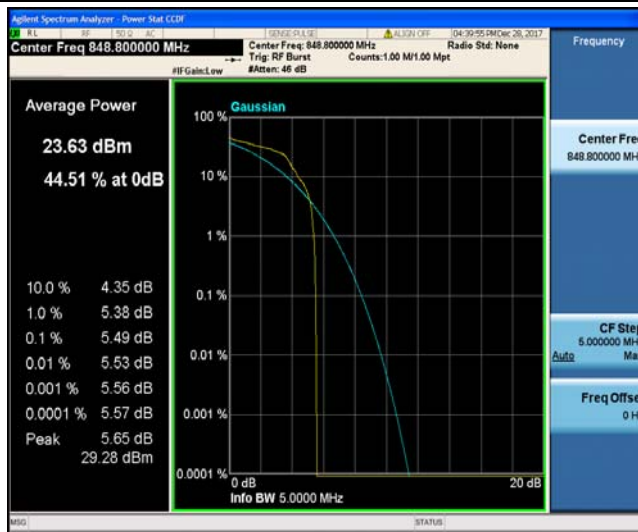 Agilent Spectrum Analyzer - Power Stat CCDF
RL RF 50 Ω AC SENSE:PULSE ALIGN OFF 04:39:55 PM Dec 28, 2017
Center Freq 848.800000 MHz
Center Freq: 848.800000 MHz Radio Std: None
Trig: RF Burst Counts:1.00 M/1.00 Mpt
#IFGain:Low #Atten: 46 dB
Frequency
Average Power
23.63 dBm
44.51 % at 0dB
10.0 % 4.35 dB
1.0 % 5.38 dB
0.1 % 5.49 dB
0.01 % 5.53 dB
0.001 % 5.56 dB
0.0001 % 5.57 dB
Peak 5.65 dB
29.28 dBm
Gaussian
100 %
10 %
1 %
0.1 %
0.01 %
0.001 %
0.0001 %
0 dB 20 dB
Info BW 5.0000 MHz
Center Fre
848.800000 MH
CF Ste
5.000000 MH
Auto Ma
Freq Offse
0 H
MSG STATUS